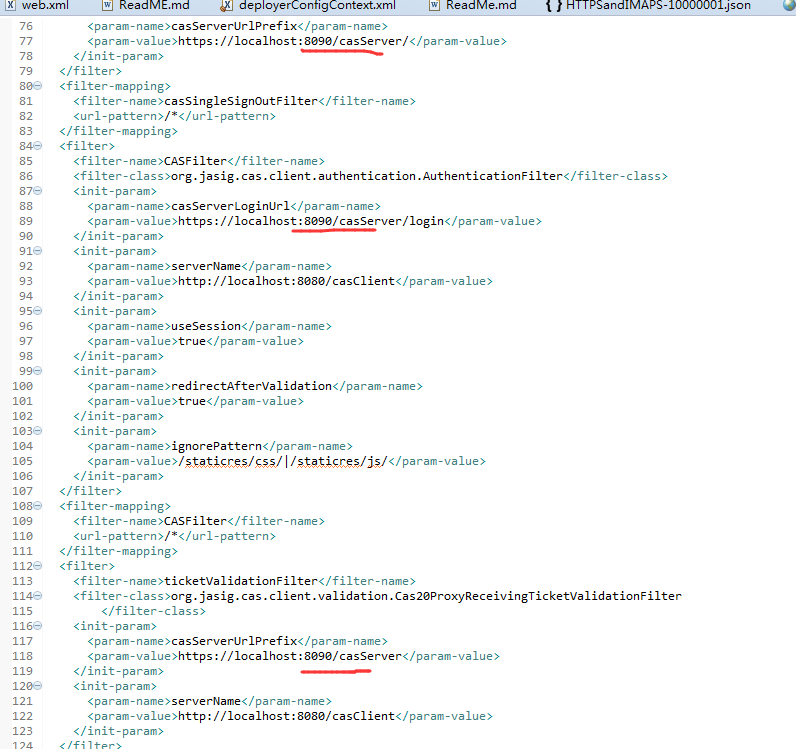 web.xml ReadME.md deployerConfigContext.xml ReadMe.md { } HTTPSandIMAPS-10000001.json
76 <param-name>casServerUrlPrefix</param-name>
77 <param-value>https://localhost:8090/casServer/</param-value>
78 </init-param>
79 </filter>
80 <filter-mapping>
81 <filter-name>casSingleSignOutFilter</filter-name>
82 <url-pattern>/*</url-pattern>
83 </filter-mapping>
84 <filter>
85 <filter-name>CASFilter</filter-name>
86 <filter-class>org.jasig.cas.client.authentication.AuthenticationFilter</filter-class>
87 <init-param>
88 <param-name>casServerLoginUrl</param-name>
89 <param-value>https://localhost:8090/casServer/login</param-value>
90 </init-param>
91 <init-param>
92 <param-name>serverName</param-name>
93 <param-value>http://localhost:8080/casClient</param-value>
94 </init-param>
95 <init-param>
96 <param-name>useSession</param-name>
97 <param-value>true</param-value>
98 </init-param>
99 <init-param>
100 <param-name>redirectAfterValidation</param-name>
101 <param-value>true</param-value>
102 </init-param>
103 <init-param>
104 <param-name>ignorePattern</param-name>
105 <param-value>/staticres/css/|/staticres/js/</param-value>
106 </init-param>
107 </filter>
108 <filter-mapping>
109 <filter-name>CASFilter</filter-name>
110 <url-pattern>/*</url-pattern>
111 </filter-mapping>
112 <filter>
113 <filter-name>ticketValidationFilter</filter-name>
114 <filter-class>org.jasig.cas.client.validation.Cas20ProxyReceivingTicketValidationFilter
115 </filter-class>
116 <init-param>
117 <param-name>casServerUrlPrefix</param-name>
118 <param-value>https://localhost:8090/casServer</param-value>
119 </init-param>
120 <init-param>
121 <param-name>serverName</param-name>
122 <param-value>http://localhost:8080/casClient</param-value>
123 </init-param>
124 </filter>